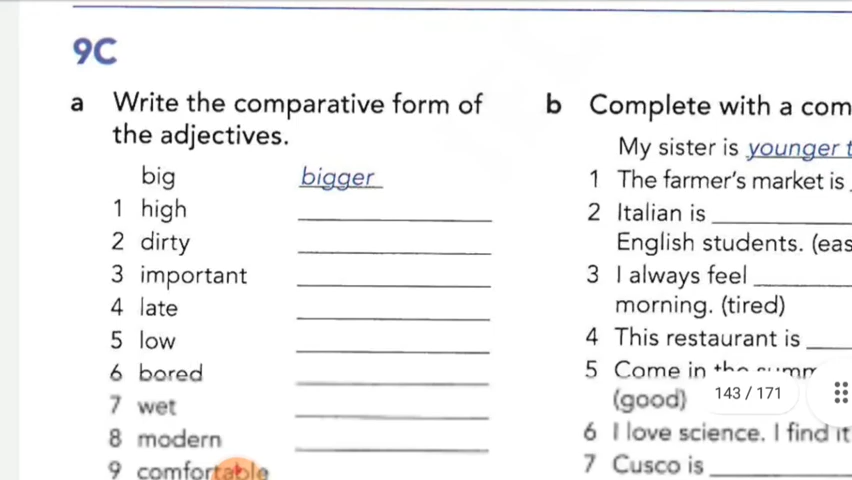 9C
a Write the comparative form of
the adjectives.
big bigger
1 high
2 dirty
3 important
4 late
5 low
6 bored
7 wet
8 modern
9 comfortable
b Complete with a com
My sister is younger t
1 The farmer's market is
2 Italian is
English students. (eas
3 I always feel
morning. (tired)
4 This restaurant is
5 Come in the summ
(good)
6 I love science. I find it
7 Cusco is
143 / 171